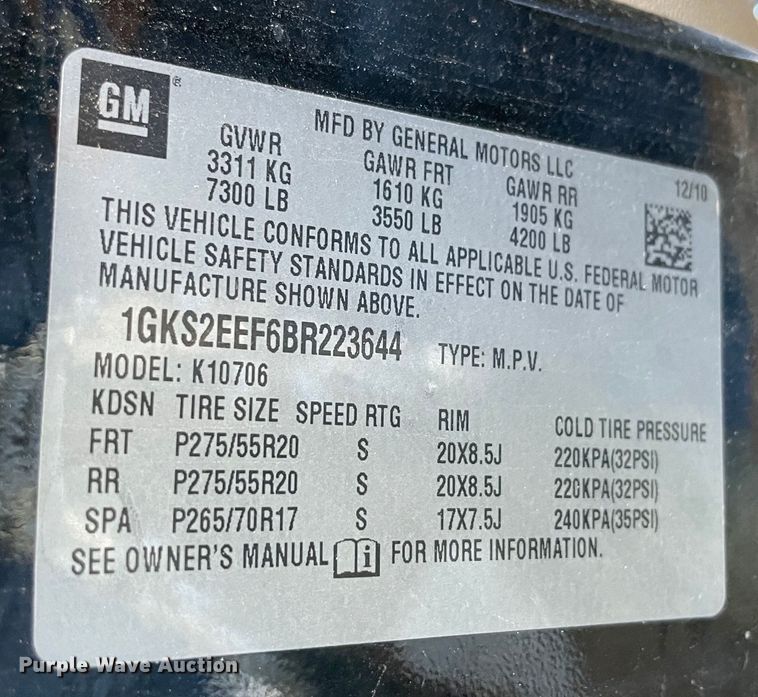 GM ®
MFD BY GENERAL MOTORS LLC
12/10
GVWR GAWR FRT GAWR RR
3311 KG 1610 KG 1905 KG
7300 LB 3550 LB 4200 LB
THIS VEHICLE CONFORMS TO ALL APPLICABLE U.S. FEDERAL MOTOR
VEHICLE SAFETY STANDARDS IN EFFECT ON THE DATE OF
MANUFACTURE SHOWN ABOVE.
1GKS2EEF6BR223644 TYPE: M.P.V.
MODEL: K10706
KDSN TIRE SIZE SPEED RTG RIM COLD TIRE PRESSURE
FRT P275/55R20 S 20X8.5J 220KPA(32PSI)
RR P275/55R20 S 20X8.5J 220KPA(32PSI)
SPA P265/70R17 S 17X7.5J 240KPA(35PSI)
SEE OWNER'S MANUAL i FOR MORE INFORMATION.
Purple Wave Auction